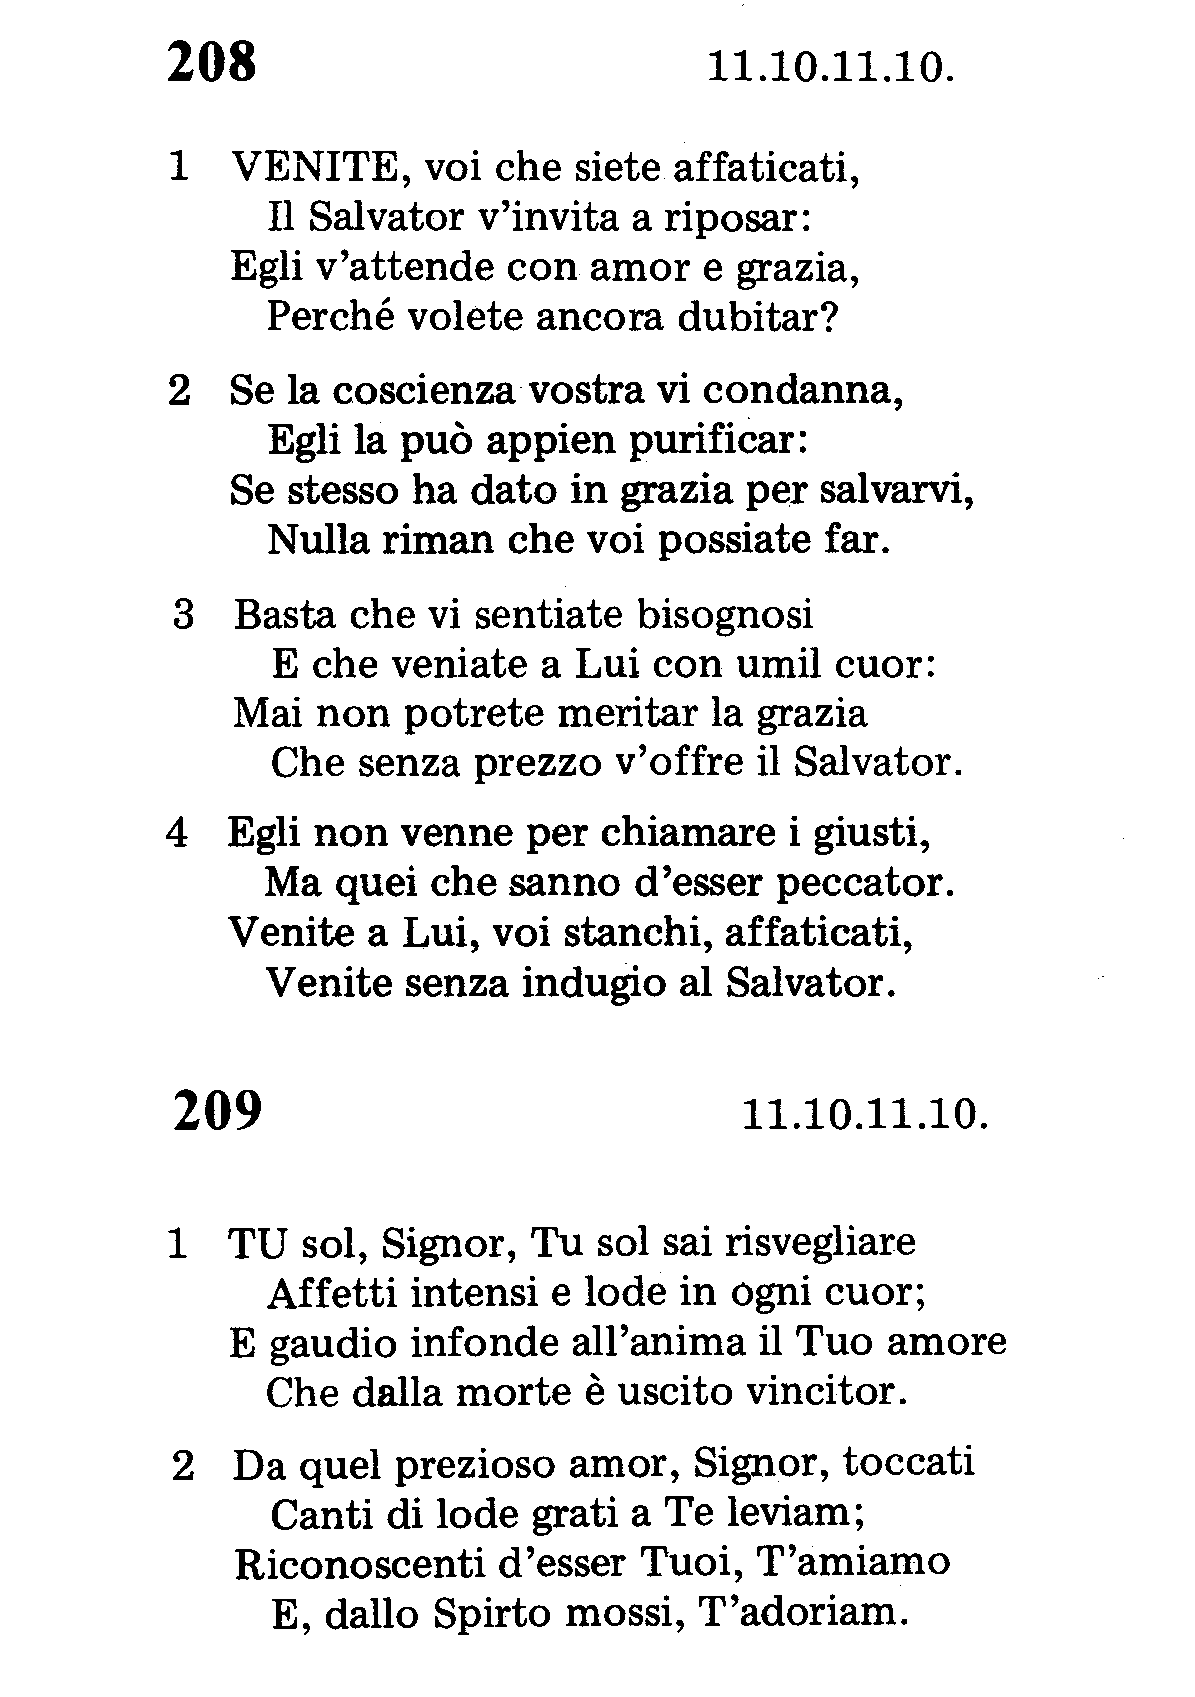 208 11.10.11.10.
1 VENITE, voi che siete affaticati,
Il Salvator v'invita a riposar:
Egli v'attende con amor e grazia,
Perché volete ancora dubitar?
2 Se la coscienza vostra vi condanna,
Egli la può appien purificar:
Se stesso ha dato in grazia per salvarvi,
Nulla riman che voi possiate far.
3 Basta che vi sentiate bisognosi
E che veniate a Lui con umil cuor:
Mai non potrete meritar la grazia
Che senza prezzo v'offre il Salvator.
4 Egli non venne per chiamare i giusti,
Ma quei che sanno d'esser peccator.
Venite a Lui, voi stanchi, affaticati,
Venite senza indugio al Salvator.
209 11.10.11.10.
1 TU sol, Signor, Tu sol sai risvegliare
Affetti intensi e lode in ogni cuor;
E gaudio infonde all'anima il Tuo amore
Che dalla morte è uscito vincitor.
2 Da quel prezioso amor, Signor, toccati
Canti di lode grati a Te leviam;
Riconoscenti d'esser Tuoi, T'amiamo
E, dallo Spirto mossi, T'adoriam.